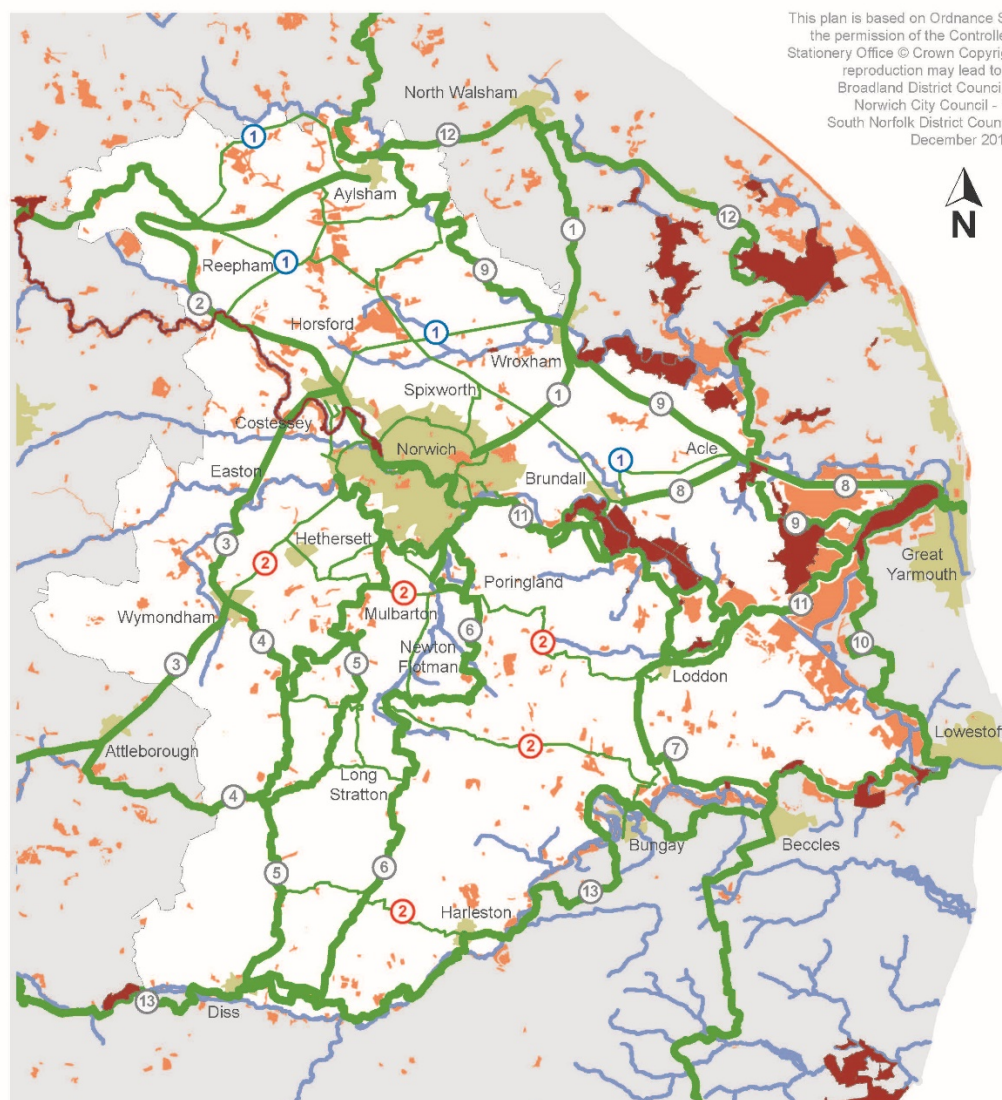 This plan is based on Ordnance S
the permission of the Controlle
Stationery Office © Crown Copyrig
reproduction may lead to
Broadland District Counci
Norwich City Council -
South Norfolk District Coun
December 201
N
North Walsham
12
1
Aylsham
12
1
Reepham
1
9
2
Horsford
1
Wroxham
Spixworth
1
9
Costessey
Norwich
Acle
Easton
Brundall
1
8
8
11
9
3
Hethersett
Great
Yarmouth
2
Poringland
Wymondham
2
Mulbarton
11
6
4
Newton
Flotman
2
10
3
5
Loddon
Lowestof
Attleborough
2
7
Long
Stratton
4
Bungay
Beccles
5
6
13
2
Harleston
13
Diss